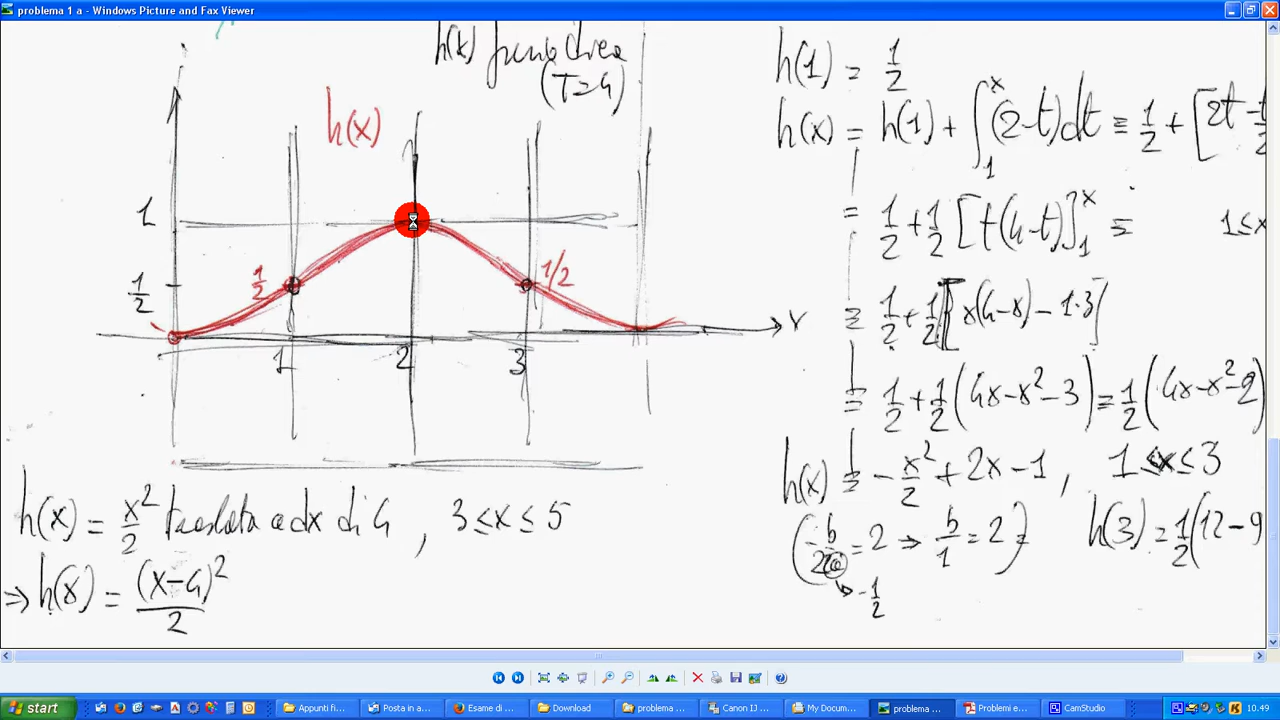 problema 1 a - Windows Picture and Fax Viewer
h(x)
(T=4)
h(x)
1
1/2
1/2
1/2
1
2
3
x
h(x) = x²/2 traslata a dx di 4, 3≤x≤5
⇒ h(x) = (x-4)²/2
h(1) = 1/2
h(x) = h(1) + ∫₁ˣ (2-t)dt = 1/2 + [2t -
= 1/2 + 1/2 [t(4-t)]₁ˣ = 1≤x
= 1/2 + 1/2 [x(4-x) - 1·3]
= 1/2 + 1/2 (4x-x²-3) = 1/2 (4x-x²-2)
h(x) = -x²/2 + 2x - 1, 1≤x≤3
(-b/2a = 2 ⇒ b/1 = 2) h(3) = 1/2 (12-9
-1/2
start
Appunti fi...
Posta in a...
Esame di ...
Download
problema ...
Canon IJ ...
My Docum...
problema ...
Problemi e...
CamStudio
10.49